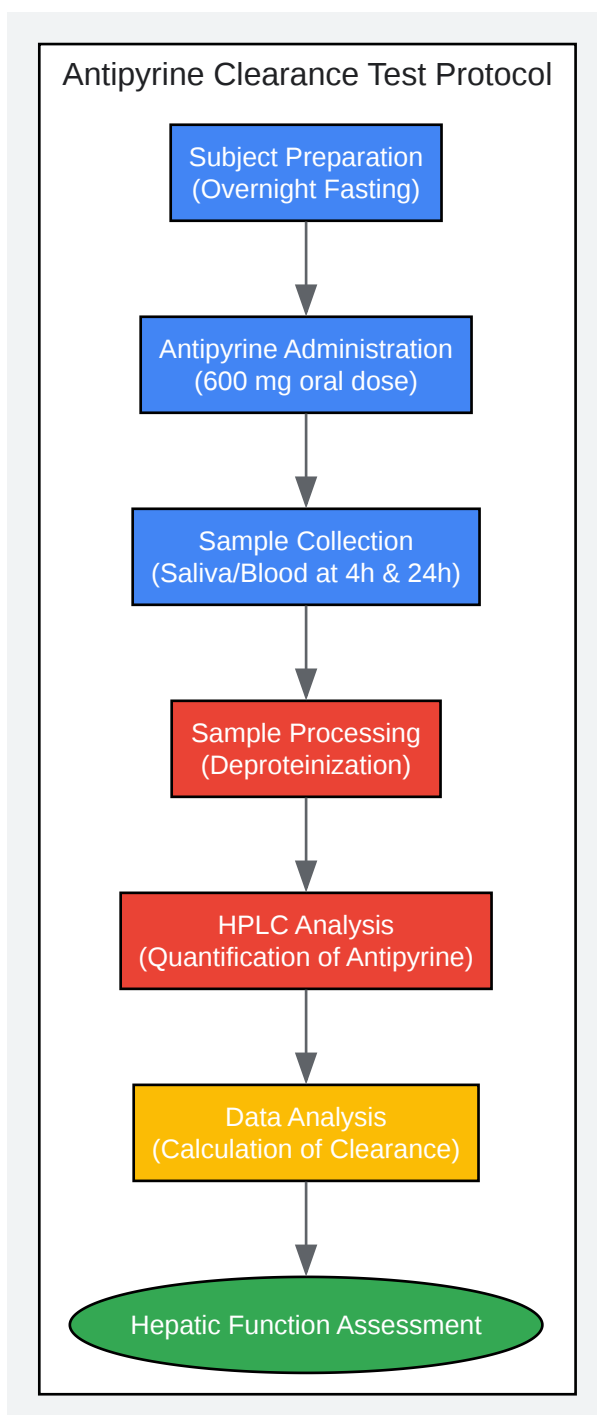 Antipyrine Clearance Test Protocol
Subject Preparation
(Overnight Fasting)
Antipyrine Administration
(600 mg oral dose)
Sample Collection
(Saliva/Blood at 4h & 24h)
Sample Processing
(Deproteinization)
HPLC Analysis
(Quantification of Antipyrine)
Data Analysis
(Calculation of Clearance)
Hepatic Function Assessment